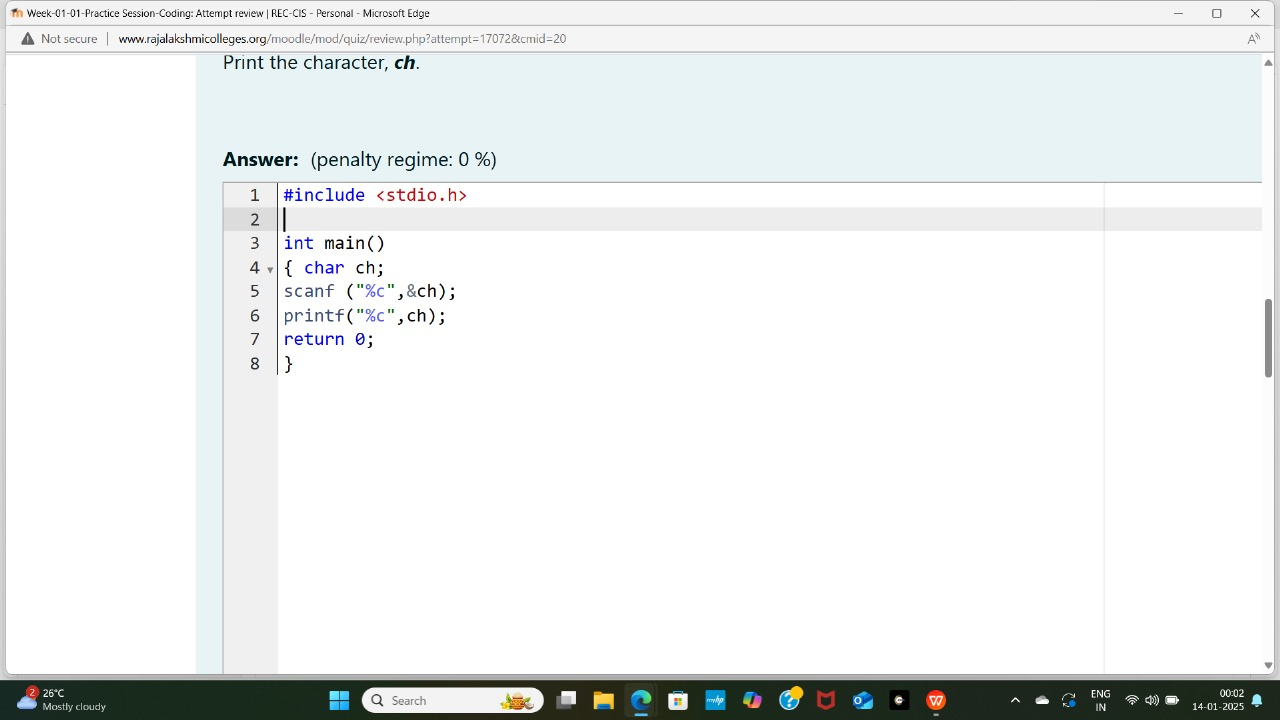 Week-01-01-Practice Session-Coding: Attempt review | REC-CIS - Personal - Microsoft Edge
Not secure | www.rajalakshmicolleges.org/moodle/mod/quiz/review.php?attempt=17072&cmid=20
Print the character, ch.
Answer: (penalty regime: 0 %)
1 #include <stdio.h>
2
3 int main()
4 { char ch;
5 scanf ("%c",&ch);
6 printf("%c",ch);
7 return 0;
8 }
2 26°C
Mostly cloudy
Search
myhp
ENG
IN
00:02
14-01-2025